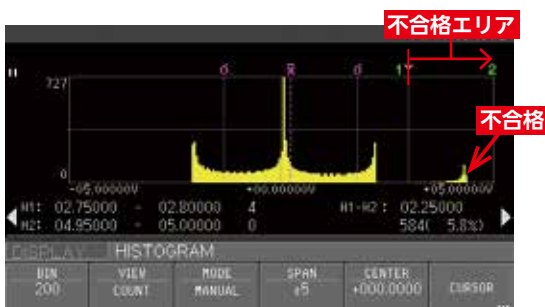 不合格エリア
σ x̄ σ 1 2
727
不合格
0
-05.00000V +00.00000V +05.00000V
H1: 02.75000 - 02.80000 4 H1-H2 : 02.25000
H2: 04.95000 - 05.00000 0 584( 5.8%)
DISPLAY HISTOGRAM
BIN VIEW MODE SPAN CENTER
200 COUNT MANUAL ±5 +000.0000 CURSOR